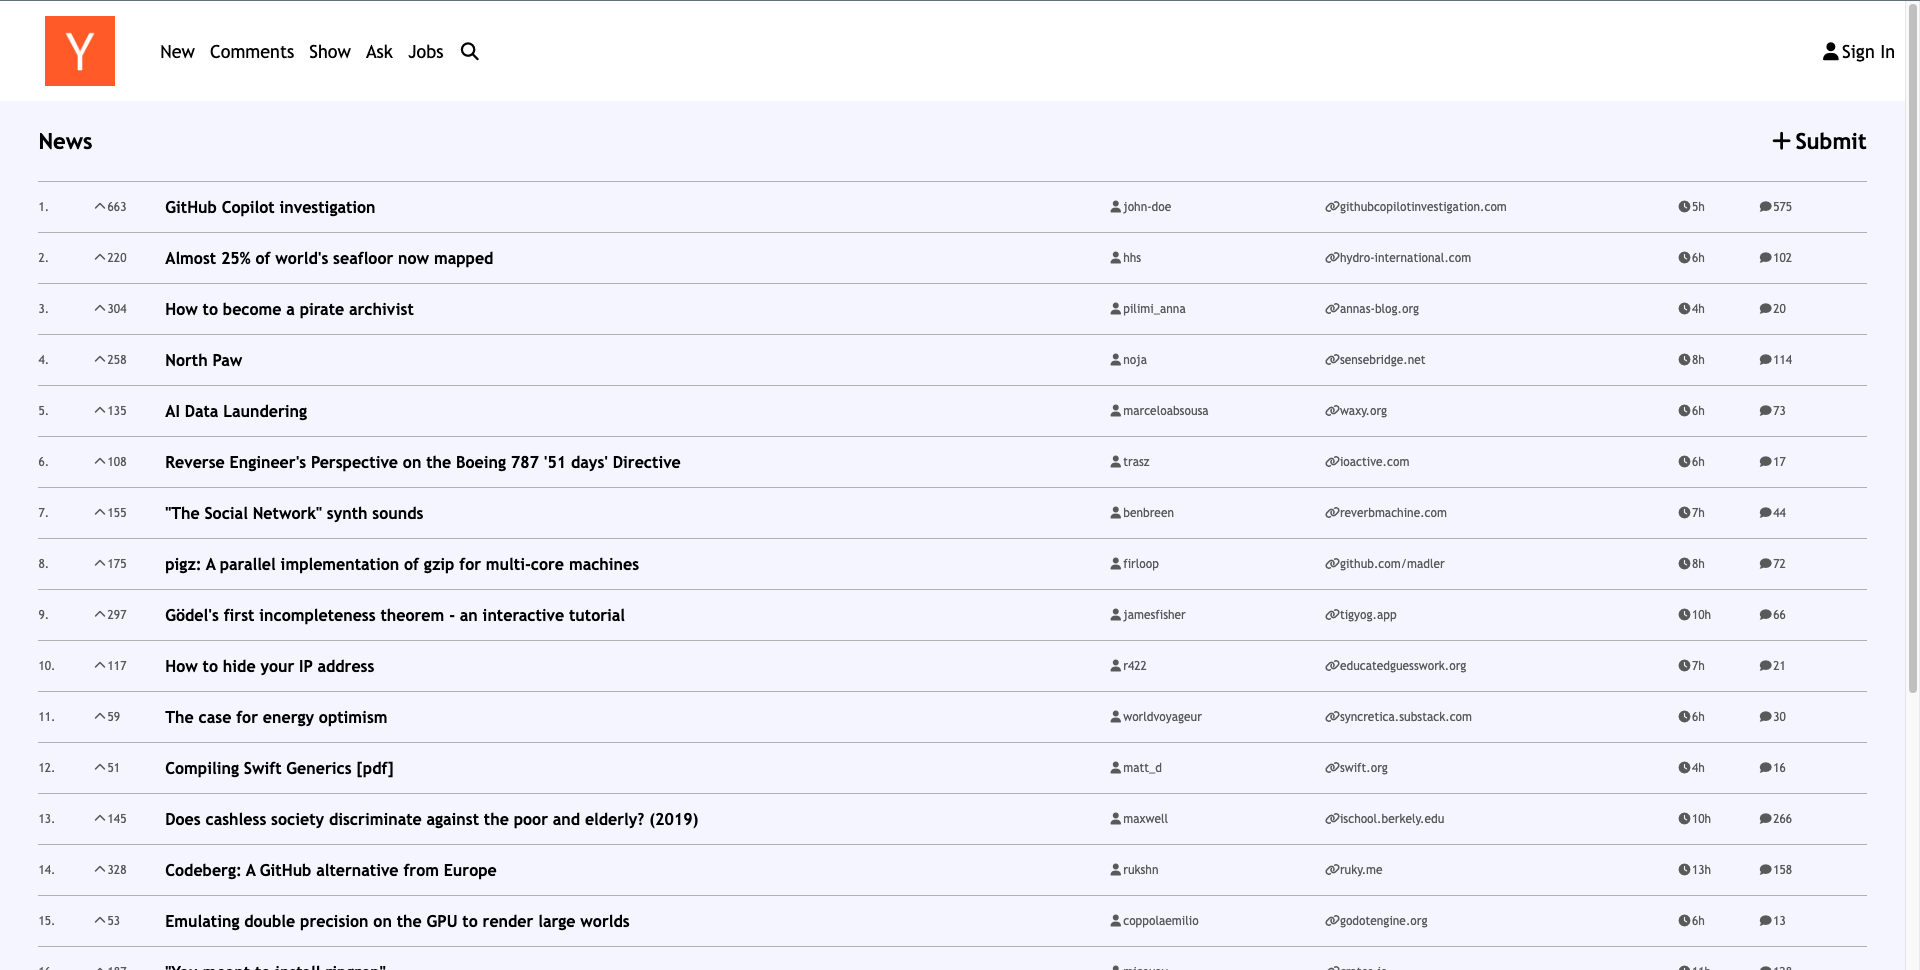 Y New Comments Show Ask Jobs Sign In
News Submit
1. 663 GitHub Copilot investigation john-doe githubcopilotinvestigation.com 5h 575
2. 220 Almost 25% of world's seafloor now mapped hhs hydro-international.com 6h 102
3. 304 How to become a pirate archivist pilimi_anna annas-blog.org 4h 20
4. 258 North Paw noja sensebridge.net 8h 114
5. 135 AI Data Laundering marceloabsousa waxy.org 6h 73
6. 108 Reverse Engineer's Perspective on the Boeing 787 '51 days' Directive trasz ioactive.com 6h 17
7. 155 "The Social Network" synth sounds benbreen reverbmachine.com 7h 44
8. 175 pigz: A parallel implementation of gzip for multi-core machines firloop github.com/madler 8h 72
9. 297 Gödel's first incompleteness theorem - an interactive tutorial jamesfisher tigyog.app 10h 66
10. 117 How to hide your IP address r422 educatedguesswork.org 7h 21
11. 59 The case for energy optimism worldvoyageur syncretica.substack.com 6h 30
12. 51 Compiling Swift Generics [pdf] matt_d swift.org 4h 16
13. 145 Does cashless society discriminate against the poor and elderly? (2019) maxwell ischool.berkely.edu 10h 266
14. 328 Codeberg: A GitHub alternative from Europe rukshn ruky.me 13h 158
15. 53 Emulating double precision on the GPU to render large worlds coppolaemilio godotengine.org 6h 13
"You meant to install